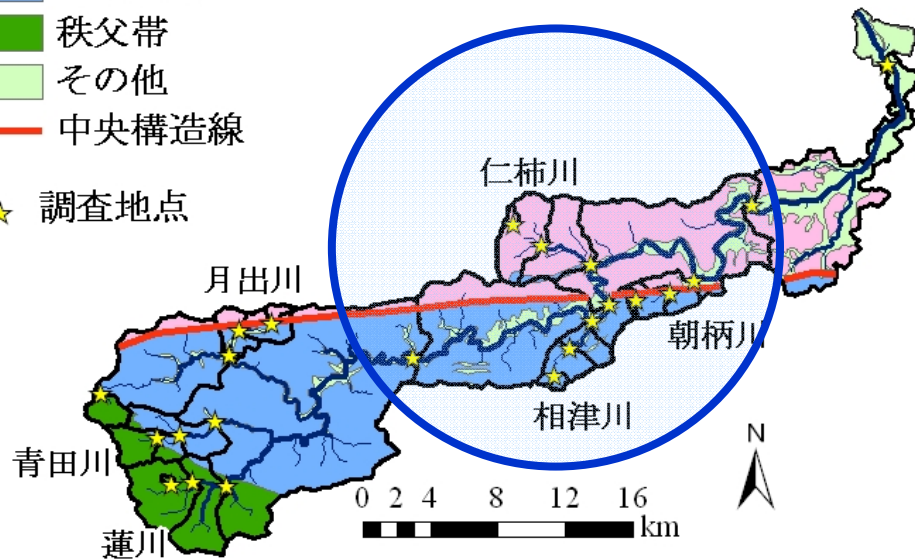 秩父帯
その他
中央構造線
調査地点
仁柿川
月出川
朝柄川
相津川
青田川
蓮川
N
0 2 4 8 12 16
km